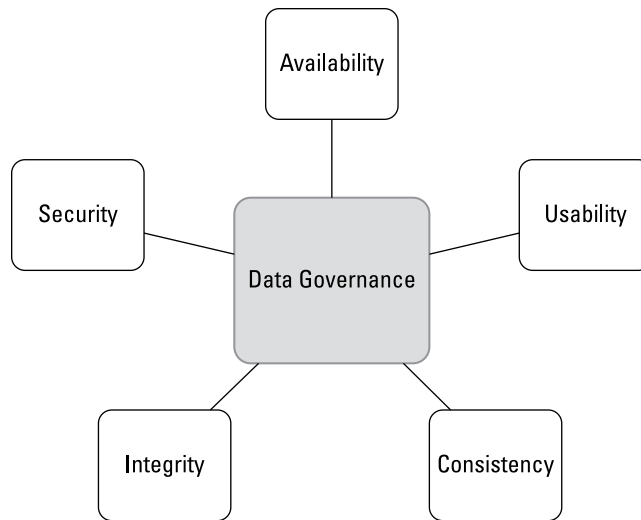 Availability
Security
Usability
Data Governance
Integrity
Consistency